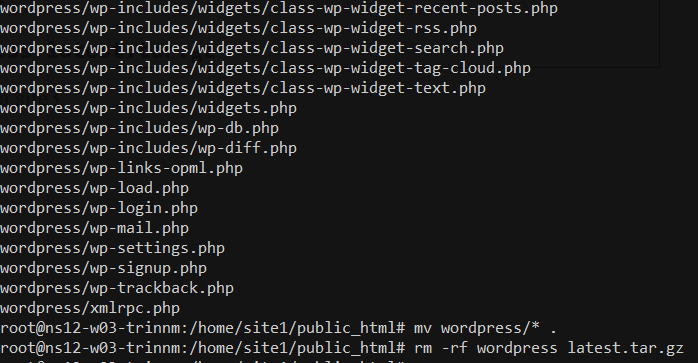 wordpress/wp-includes/widgets/class-wp-widget-recent-posts.php
wordpress/wp-includes/widgets/class-wp-widget-rss.php
wordpress/wp-includes/widgets/class-wp-widget-search.php
wordpress/wp-includes/widgets/class-wp-widget-tag-cloud.php
wordpress/wp-includes/widgets/class-wp-widget-text.php
wordpress/wp-includes/widgets.php
wordpress/wp-includes/wp-db.php
wordpress/wp-includes/wp-diff.php
wordpress/wp-links-opml.php
wordpress/wp-load.php
wordpress/wp-login.php
wordpress/wp-mail.php
wordpress/wp-settings.php
wordpress/wp-signup.php
wordpress/wp-trackback.php
wordpress/xmlrpc.php
root@ns12-w03-trinnm:/home/site1/public_html# mv wordpress/* .
root@ns12-w03-trinnm:/home/site1/public_html# rm -rf wordpress latest.tar.gz